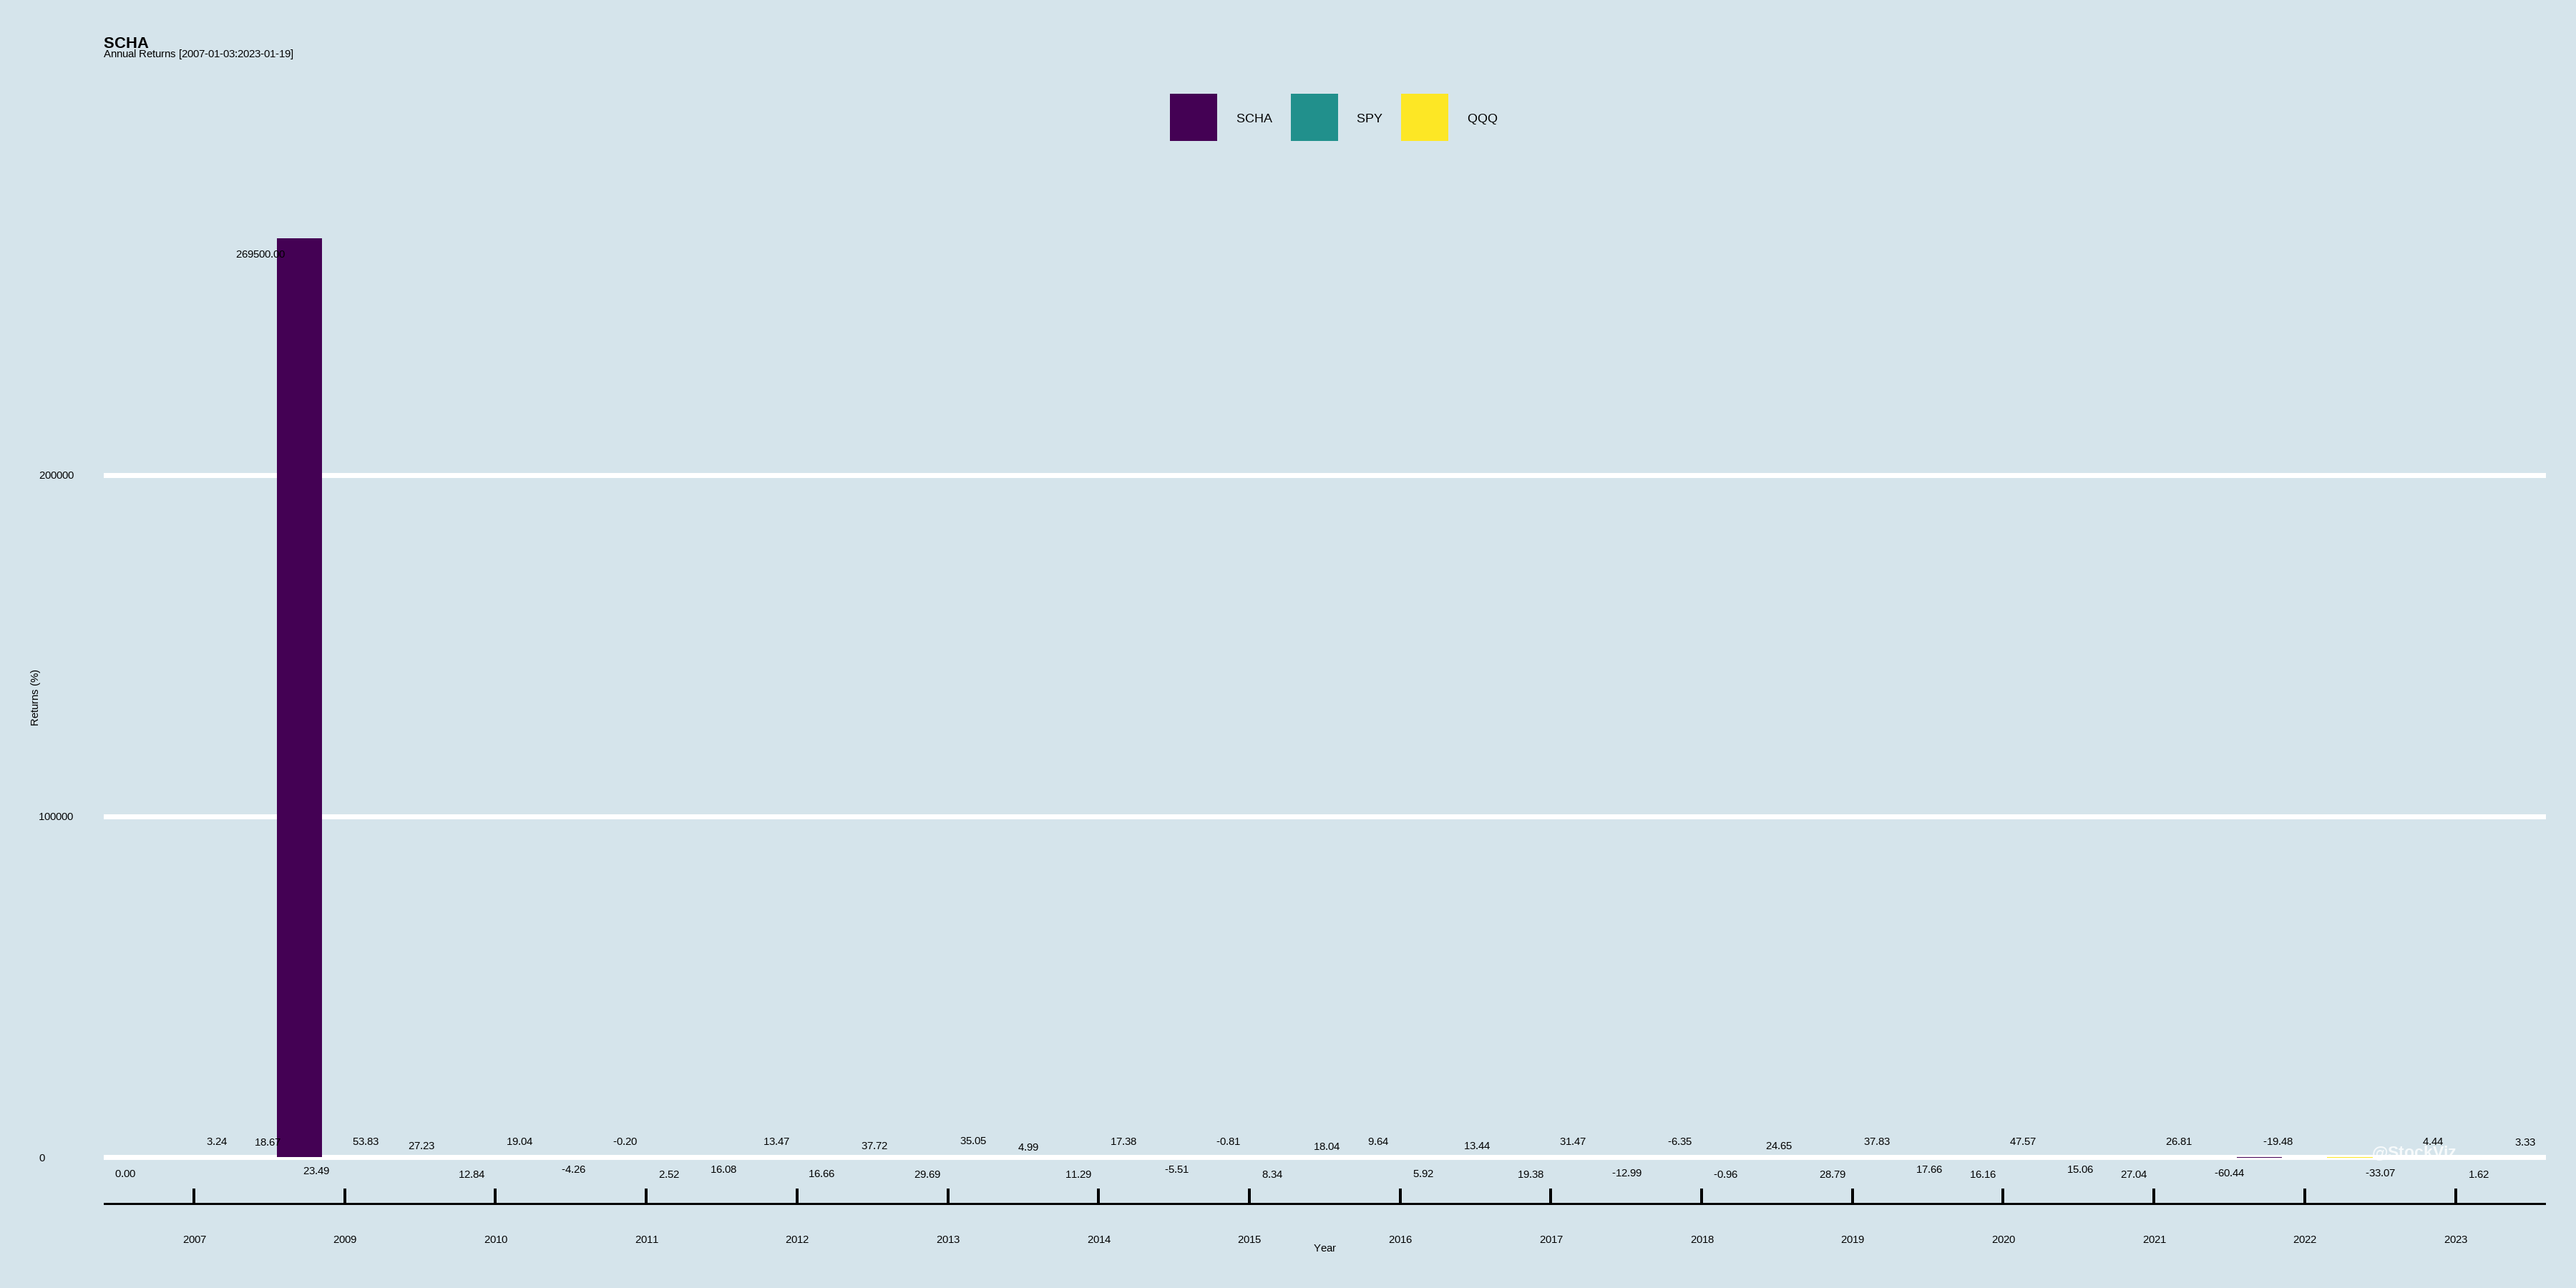 SCHA
Annual Returns [2007-01-03:2023-01-19]
SCHA SPY QQQ
269500.00
200000
Returns (%)
100000
3.24 18.67 53.83 27.23 19.04 -0.20 13.47 37.72 35.05 4.99 17.38 -0.81 18.04 9.64 13.44 31.47 -6.35 24.65 37.83 47.57 26.81 -19.48 4.44 3.33
@StockViz
0
0.00 23.49 12.84 -4.26 2.52 16.08 16.66 29.69 11.29 -5.51 8.34 5.92 19.38 -12.99 -0.96 28.79 17.66 16.16 15.06 27.04 -60.44 -33.07 1.62
2007 2009 2010 2011 2012 2013 2014 2015 2016 2017 2018 2019 2020 2021 2022 2023
Year